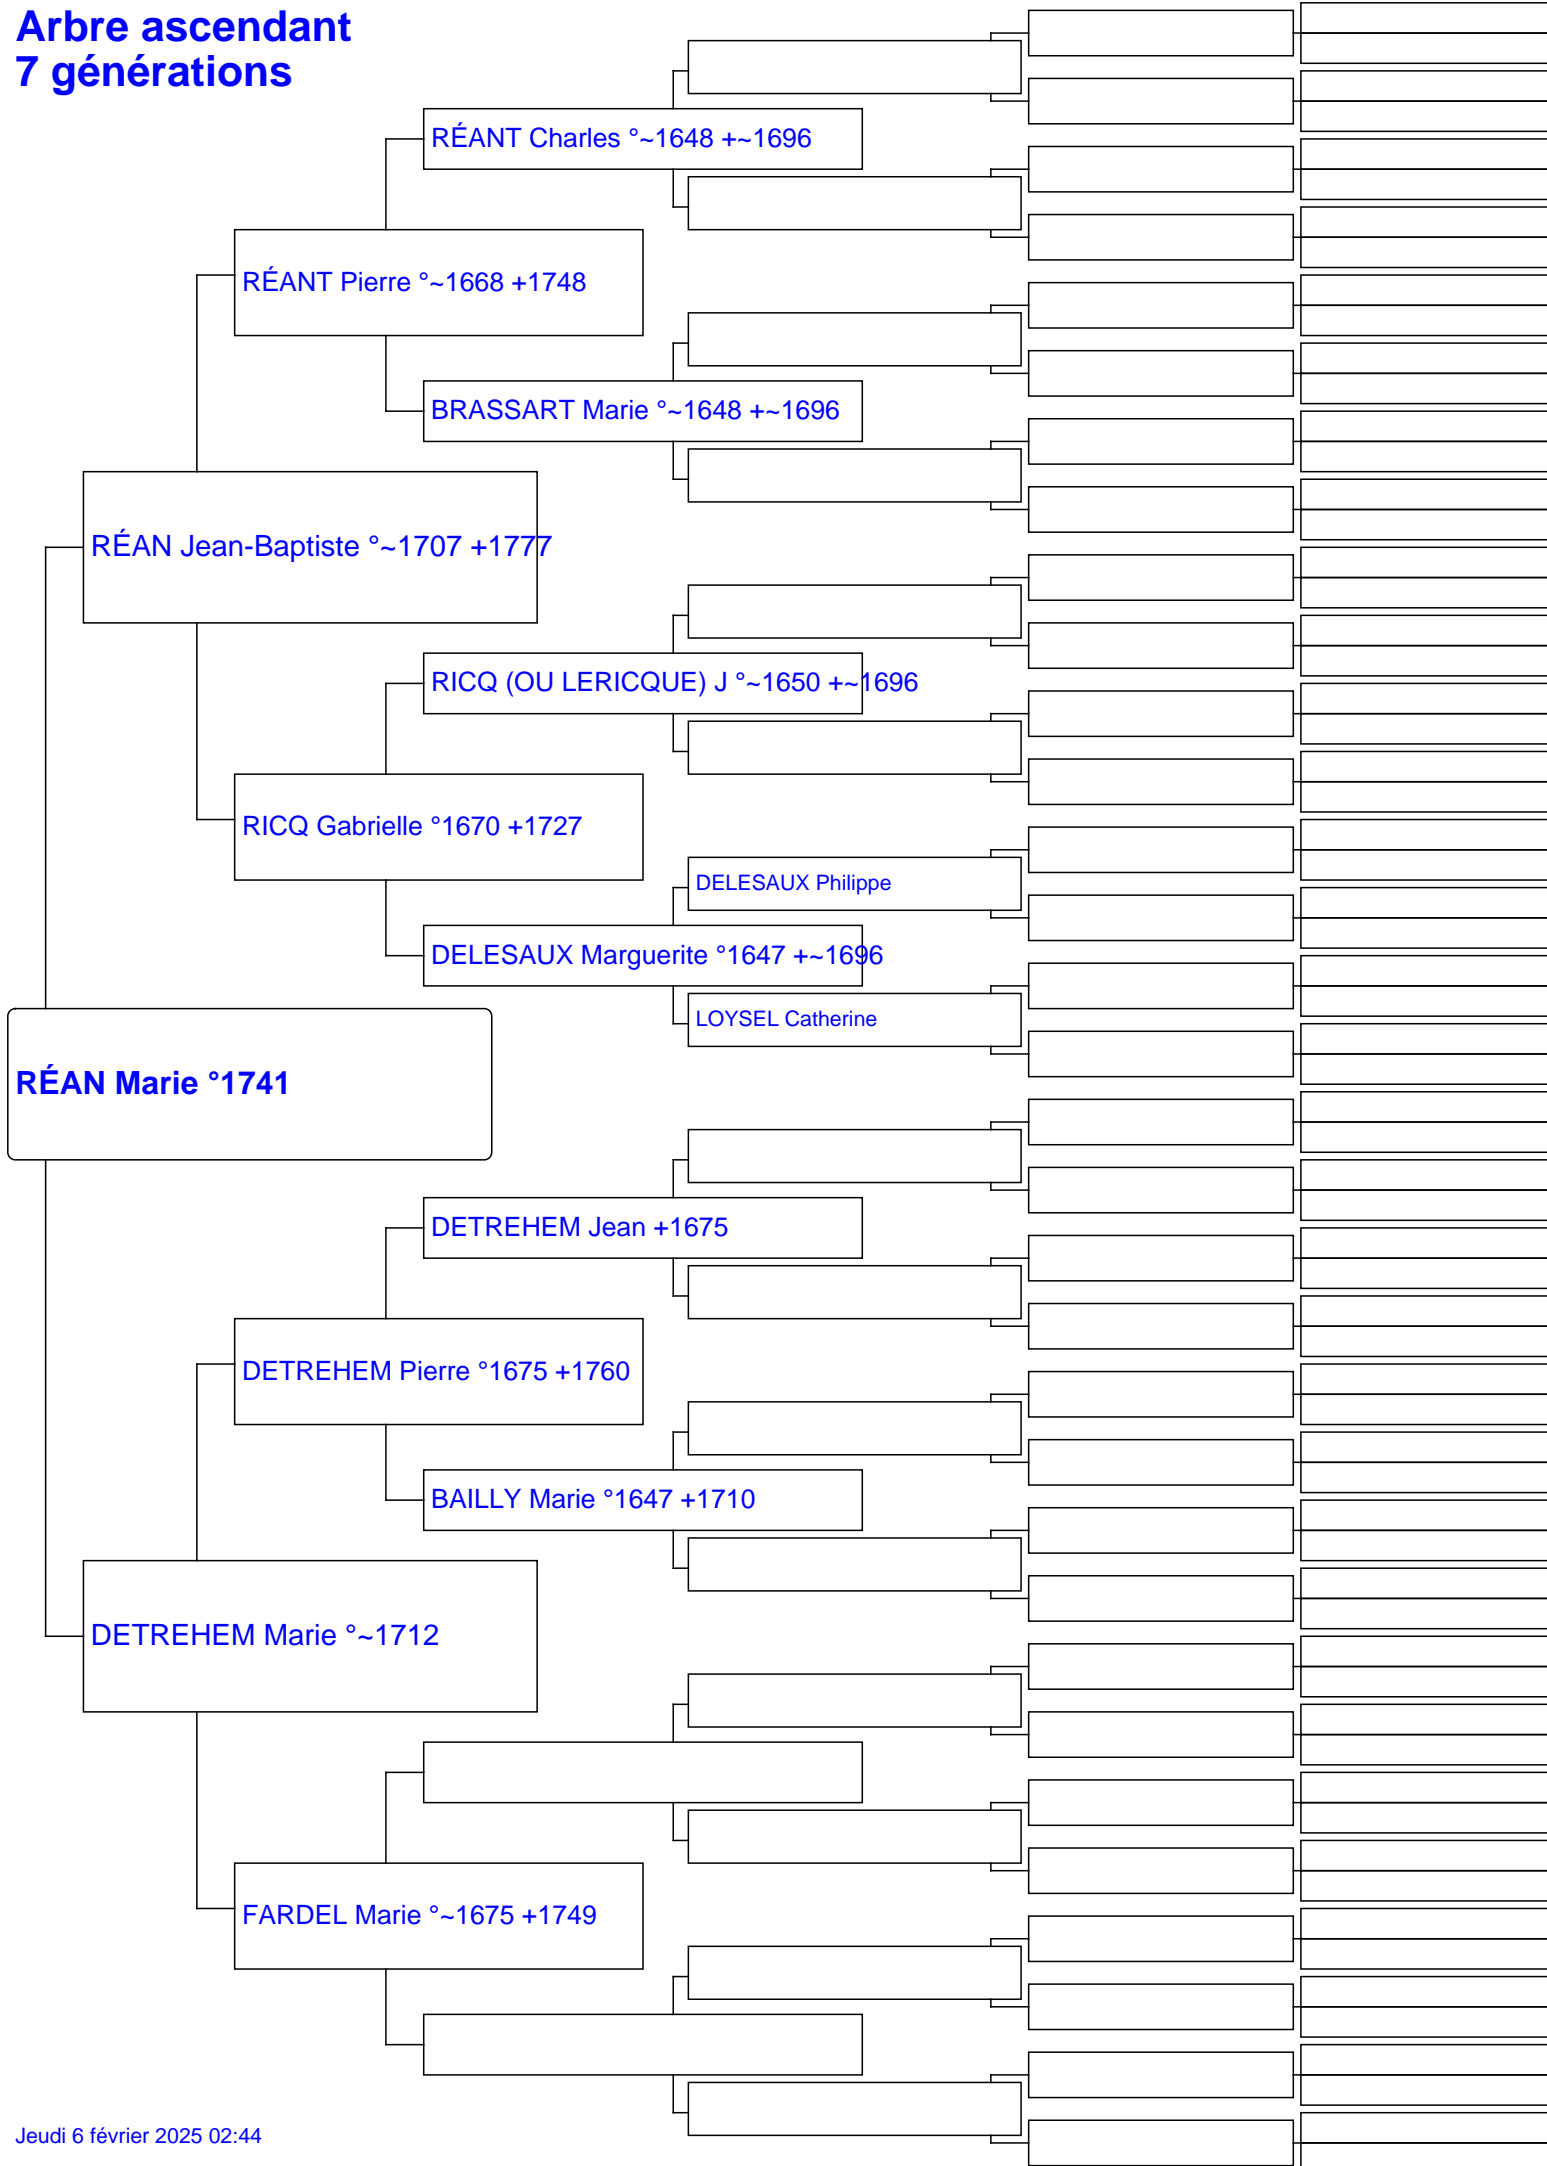 Arbre ascendant
7 générations
RÉANT Charles °~1648 +~1696
RÉANT Pierre °~1668 +1748
BRASSART Marie °~1648 +~1696
RÉAN Jean-Baptiste °~1707 +1777
RICQ (OU LERICQUE) J °~1650 +~1696
RICQ Gabrielle °1670 +1727
DELESAUX Philippe
DELESAUX Marguerite °1647 +~1696
LOYSEL Catherine
RÉAN Marie °1741
DETREHEM Jean +1675
DETREHEM Pierre °1675 +1760
BAILLY Marie °1647 +1710
DETREHEM Marie °~1712
FARDEL Marie °~1675 +1749
Jeudi 6 février 2025 02:44